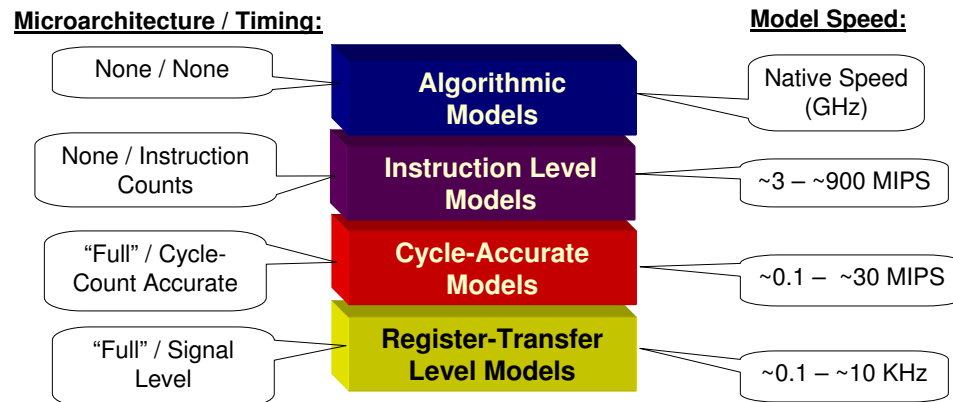 Microarchitecture / Timing:
Model Speed:
None / None
Algorithmic
Models
Native Speed
(GHz)
None / Instruction
Counts
Instruction Level
Models
~3 – ~900 MIPS
“Full” / Cycle-
Count Accurate
Cycle-Accurate
Models
~0.1 – ~30 MIPS
“Full” / Signal
Level
Register-Transfer
Level Models
~0.1 – ~10 KHz